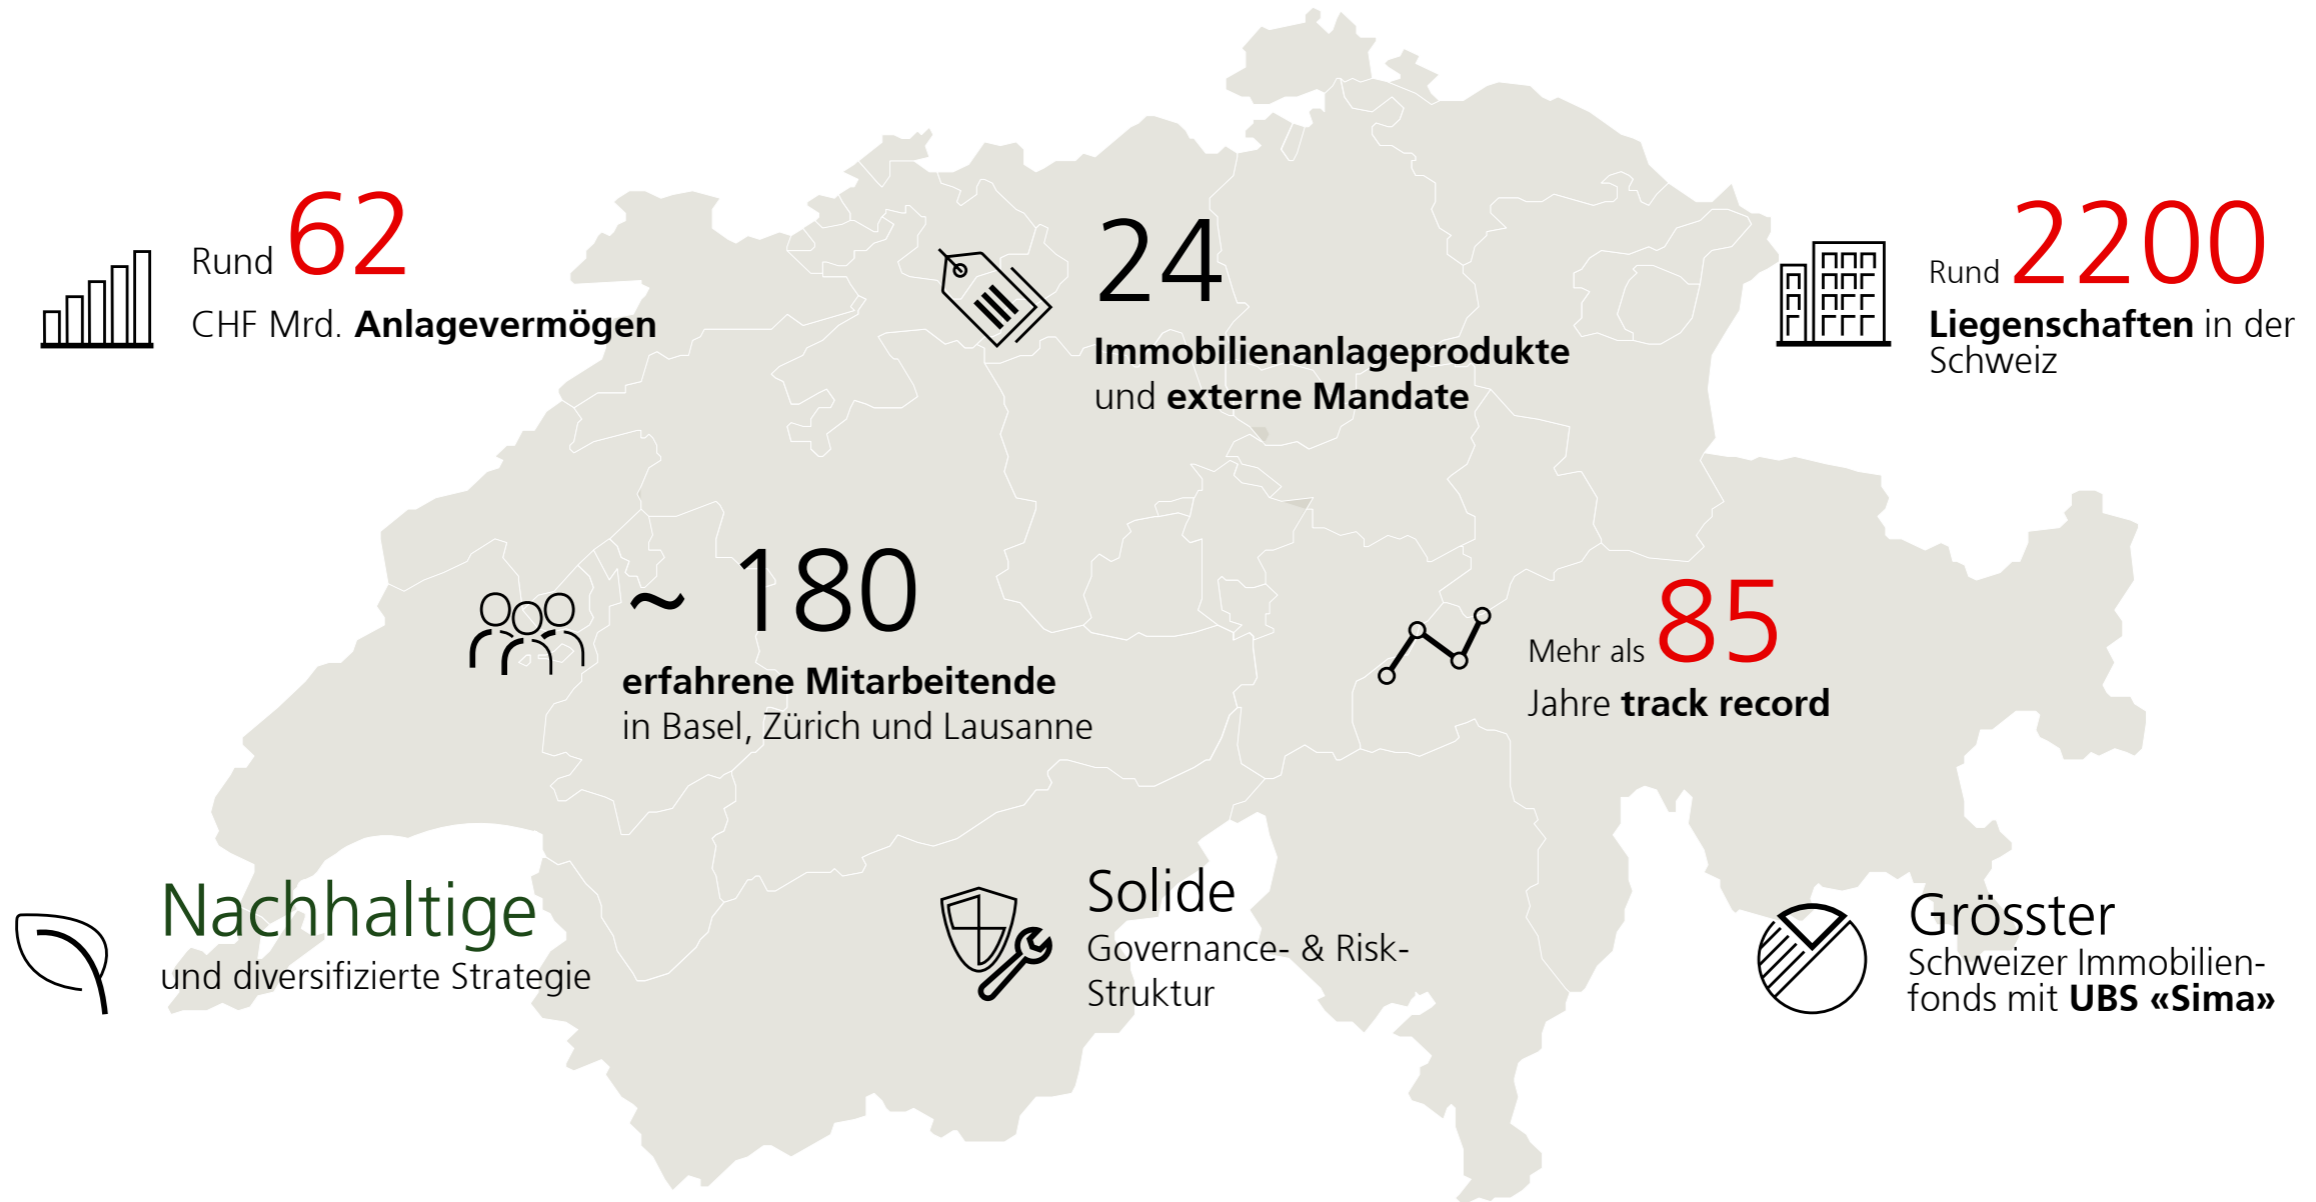 Rund 62
CHF Mrd. Anlagevermögen
24
Immobilienanlageprodukte
und externe Mandate
Rund 2200
Liegenschaften in der
Schweiz
~ 180
erfahrene Mitarbeitende
in Basel, Zürich und Lausanne
Mehr als 85
Jahre track record
Nachhaltige
und diversifizierte Strategie
Solide
Governance- & Risk-
Struktur
Grösster
Schweizer Immobilien-
fonds mit UBS «Sima»